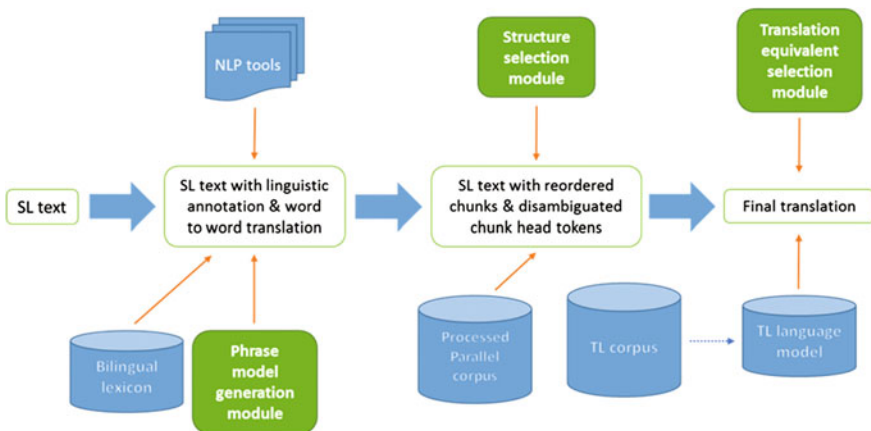 NLP tools
Structure
selection
module
Translation
equivalent
selection
module
SL text
SL text with linguistic
annotation & word
to word translation
SL text with reordered
chunks & disambiguated
chunk head tokens
Final translation
Bilingual
lexicon
Phrase
model
generation
module
Processed
Parallel
corpus
TL corpus
TL language
model